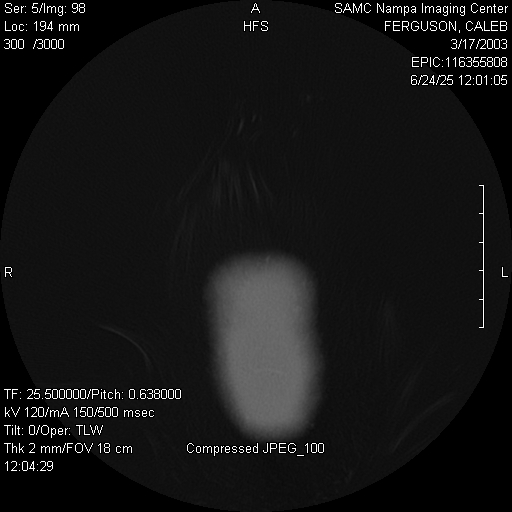 Ser: 5/Img: 98
Loc: 194 mm
300 /3000
A
HFS
SAMC Nampa Imaging Center
FERGUSON, CALEB
3/17/2003
EPIC:116355808
6/24/25 12:01:05
R
L
TF: 25.500000/Pitch: 0.638000
kV 120/mA 150/500 msec
Tilt: 0/Oper: TLW
Thk 2 mm/FOV 18 cm
12:04:29
Compressed JPEG_100